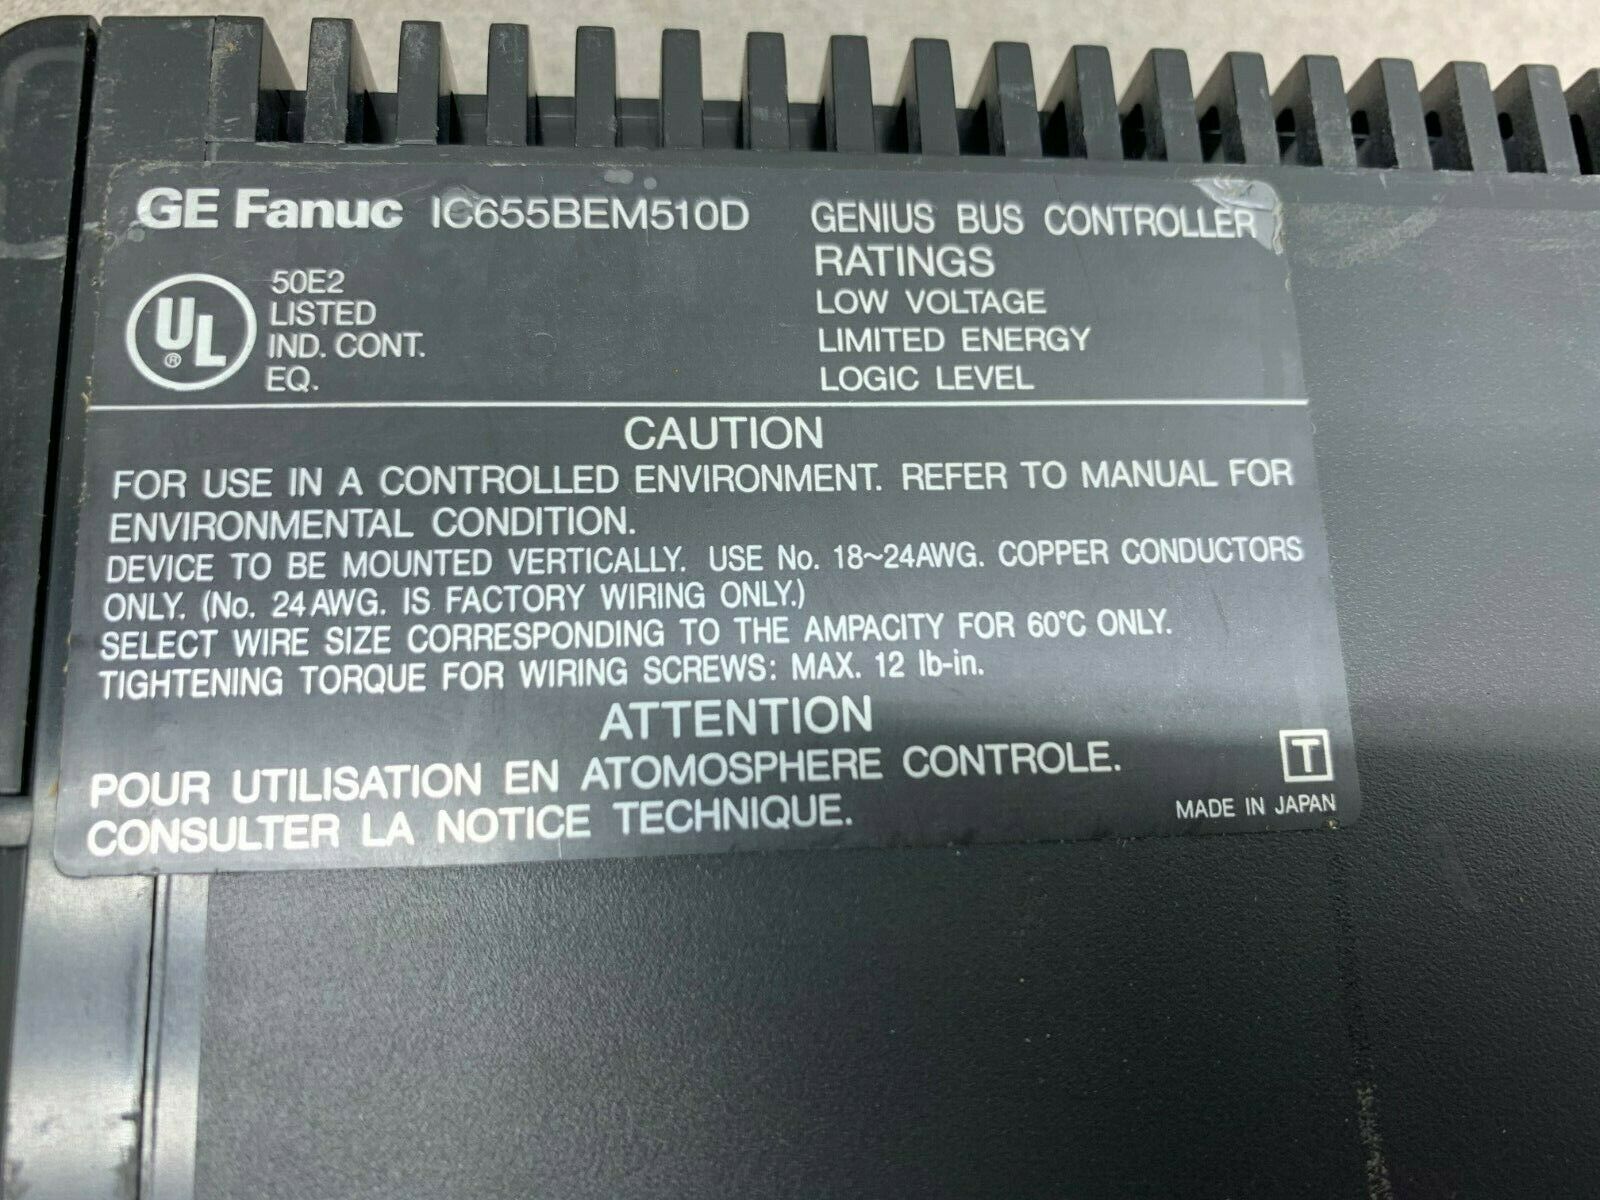 GE Fanuc IC655BEM510D GENIUS BUS CONTROLLER
RATINGS
LOW VOLTAGE
LIMITED ENERGY
LOGIC LEVEL
UL ®
50E2
LISTED
IND. CONT.
EQ.
CAUTION
FOR USE IN A CONTROLLED ENVIRONMENT. REFER TO MANUAL FOR
ENVIRONMENTAL CONDITION.
DEVICE TO BE MOUNTED VERTICALLY. USE No. 18~24AWG. COPPER CONDUCTORS
ONLY. (No. 24AWG. IS FACTORY WIRING ONLY.)
SELECT WIRE SIZE CORRESPONDING TO THE AMPACITY FOR 60°C ONLY.
TIGHTENING TORQUE FOR WIRING SCREWS: MAX. 12 lb-in.
ATTENTION
POUR UTILISATION EN ATOMOSPHERE CONTROLE.
CONSULTER LA NOTICE TECHNIQUE.
T
MADE IN JAPAN